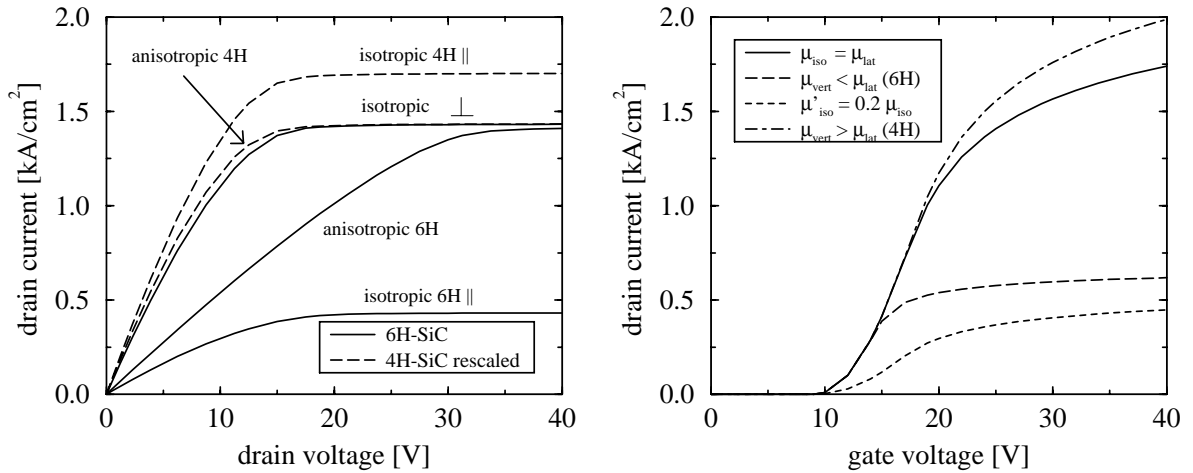 2.0
1.5
1.0
0.5
0.0
drain current [kA/cm²]
anisotropic 4H
isotropic 4H ||
isotropic ⊥
anisotropic 6H
isotropic 6H ||
6H-SiC
4H-SiC rescaled
0 10 20 30 40
drain voltage [V]
2.0
1.5
1.0
0.5
0.0
drain current [kA/cm²]
μiso = μlat
μvert < μlat (6H)
μ'iso = 0.2 μiso
μvert > μlat (4H)
0 10 20 30 40
gate voltage [V]